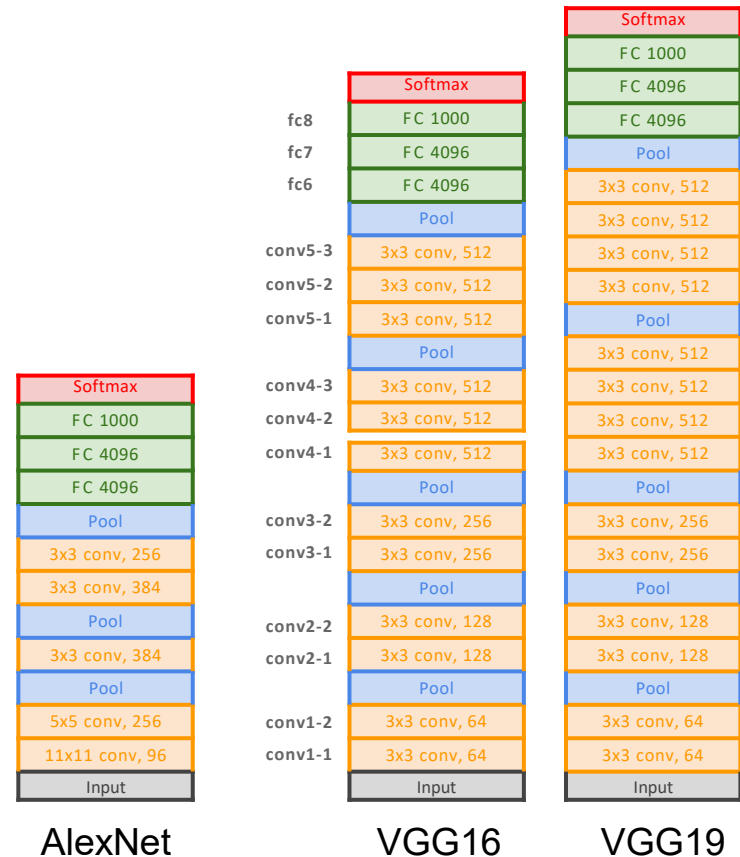 Softmax
FC 1000
FC 4096
FC 4096
Pool
3x3 conv, 256
3x3 conv, 384
Pool
3x3 conv, 384
Pool
5x5 conv, 256
11x11 conv, 96
Input
AlexNet
fc8
fc7
fc6
conv5-3
conv5-2
conv5-1
conv4-3
conv4-2
conv4-1
conv3-2
conv3-1
conv2-2
conv2-1
conv1-2
conv1-1
Softmax
FC 1000
FC 4096
FC 4096
Pool
3x3 conv, 512
3x3 conv, 512
3x3 conv, 512
Pool
3x3 conv, 512
3x3 conv, 512
3x3 conv, 512
Pool
3x3 conv, 256
3x3 conv, 256
Pool
3x3 conv, 128
3x3 conv, 128
Pool
3x3 conv, 64
3x3 conv, 64
Input
VGG16
Softmax
FC 1000
FC 4096
FC 4096
Pool
3x3 conv, 512
3x3 conv, 512
3x3 conv, 512
3x3 conv, 512
Pool
3x3 conv, 512
3x3 conv, 512
3x3 conv, 512
3x3 conv, 512
Pool
3x3 conv, 256
3x3 conv, 256
Pool
3x3 conv, 128
3x3 conv, 128
Pool
3x3 conv, 64
3x3 conv, 64
Input
VGG19